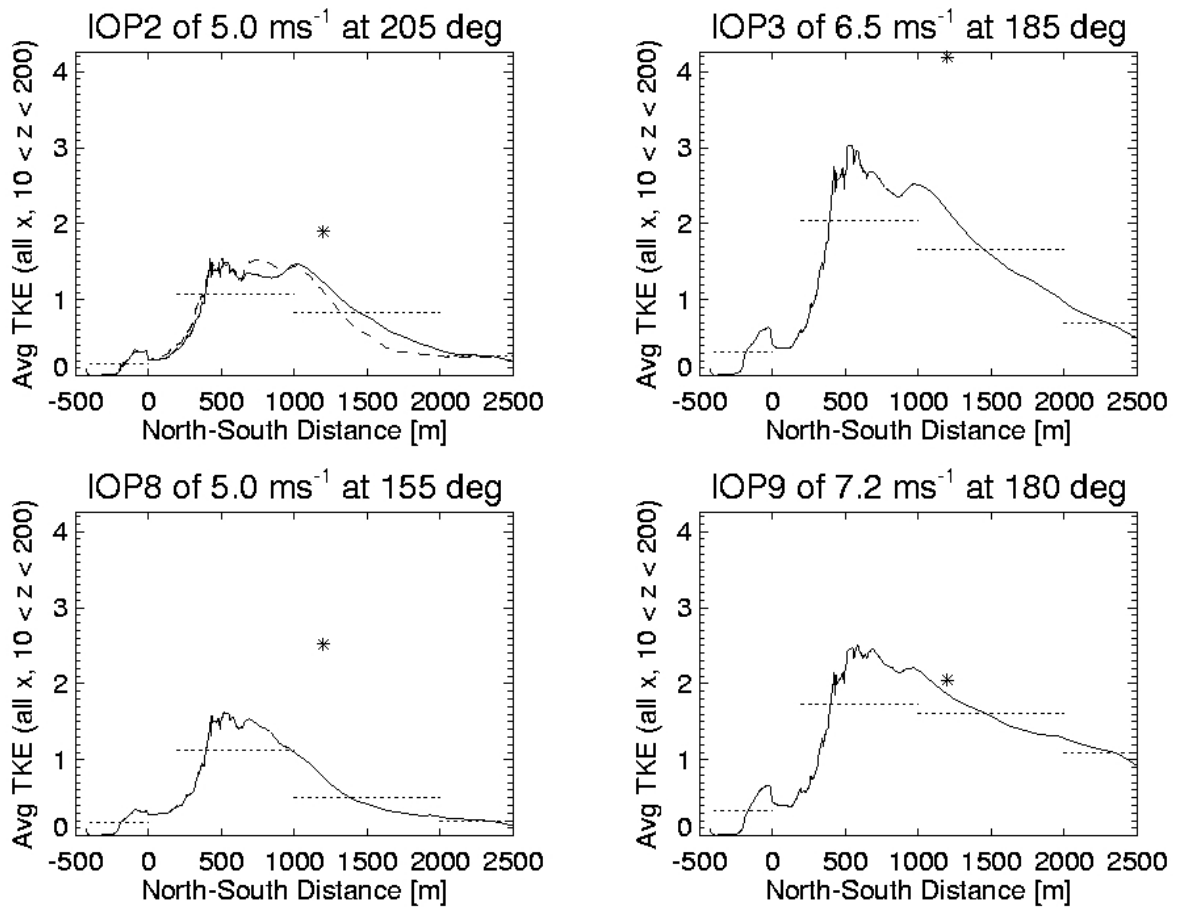 IOP2 of 5.0 ms⁻¹ at 205 deg
Avg TKE (all x, 10 < z < 200)
4
3
2
1
0
-500 0 500 1000 1500 2000 2500
North-South Distance [m]
IOP3 of 6.5 ms⁻¹ at 185 deg
Avg TKE (all x, 10 < z < 200)
4
3
2
1
0
-500 0 500 1000 1500 2000 2500
North-South Distance [m]
IOP8 of 5.0 ms⁻¹ at 155 deg
Avg TKE (all x, 10 < z < 200)
4
3
2
1
0
-500 0 500 1000 1500 2000 2500
North-South Distance [m]
IOP9 of 7.2 ms⁻¹ at 180 deg
Avg TKE (all x, 10 < z < 200)
4
3
2
1
0
-500 0 500 1000 1500 2000 2500
North-South Distance [m]